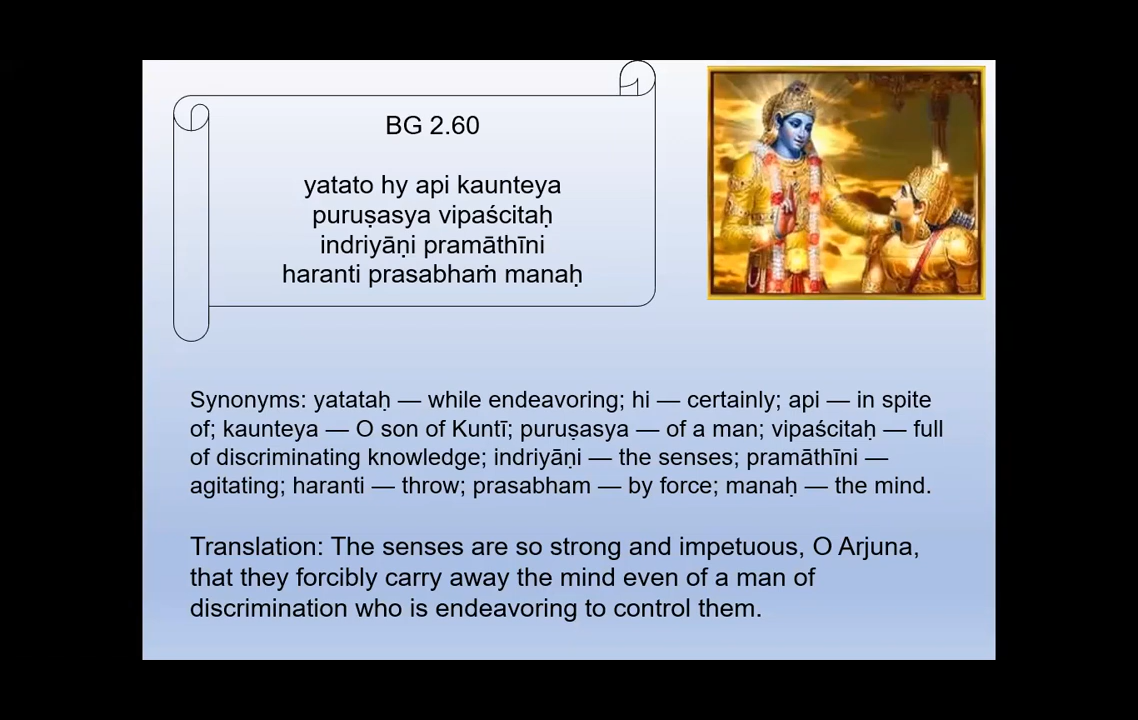 BG 2.60
yatato hy api kaunteya
puruṣasya vipaścitaḥ
indriyāṇi pramāthīni
haranti prasabhaṁ manaḥ
Synonyms: yatataḥ — while endeavoring; hi — certainly; api — in spite
of; kaunteya — O son of Kuntī; puruṣasya — of a man; vipaścitaḥ — full
of discriminating knowledge; indriyāṇi — the senses; pramāthīni —
agitating; haranti — throw; prasabham — by force; manaḥ — the mind.
Translation: The senses are so strong and impetuous, O Arjuna,
that they forcibly carry away the mind even of a man of
discrimination who is endeavoring to control them.